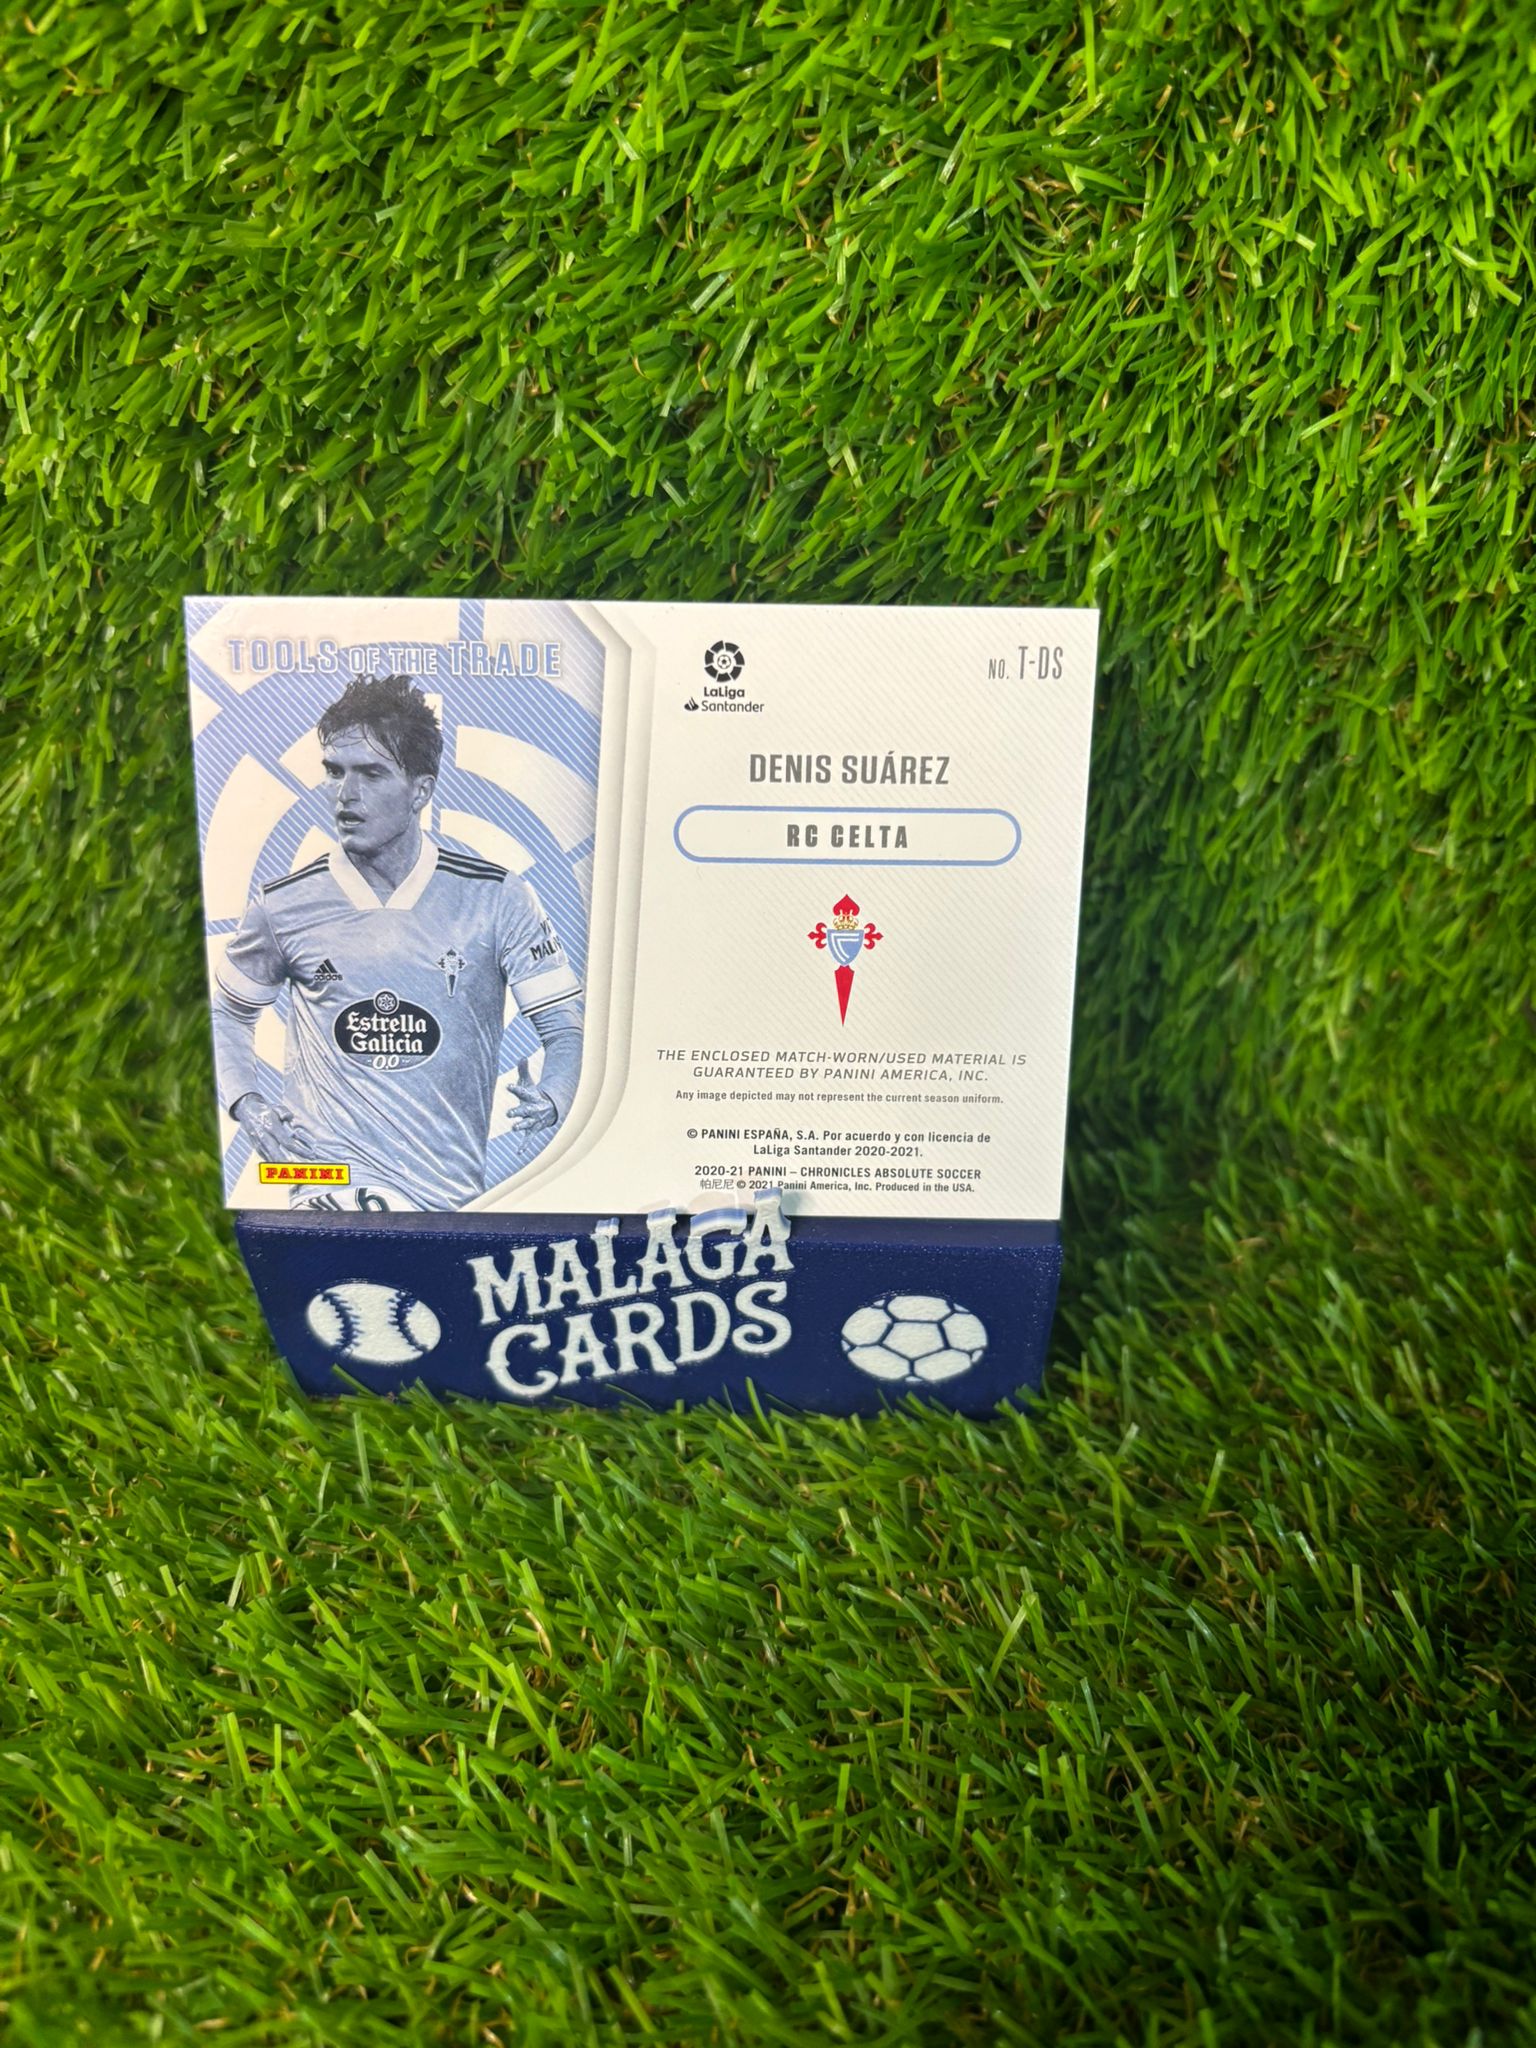 TOOLS OF THE TRADE
adidas
Estrella
Galicia
0,0
PANINI
6
LaLiga
Santander
NO. T-DS
DENIS SUÁREZ
RC CELTA
THE ENCLOSED MATCH-WORN/USED MATERIAL IS
GUARANTEED BY PANINI AMERICA, INC.
Any image depicted may not represent the current season uniform.
© PANINI ESPAÑA, S.A. Por acuerdo y con licencia de
LaLiga Santander 2020-2021.
2020-21 PANINI – CHRONICLES ABSOLUTE SOCCER
帕尼尼 © 2021 Panini America, Inc. Produced in the USA.
MALAGA
CARDS